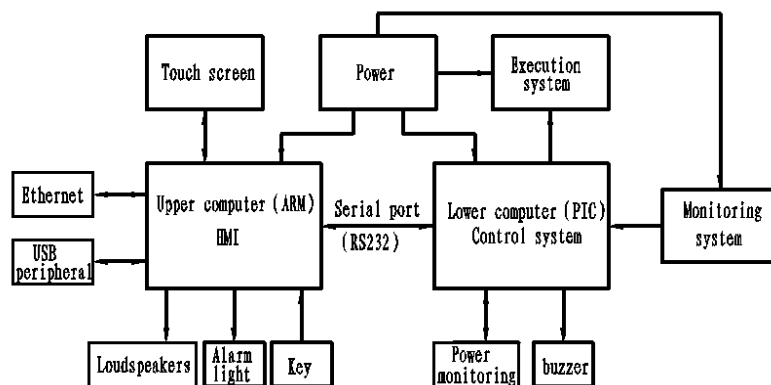 Touch screen
Power
Execution
system
Ethernet
Upper computer (ARM)
HMI
Serial port
(RS232)
Lower computer (PIC)
Control system
Monitoring
system
USB
peripheral
Loudspeakers
Alarm
light
Key
Power
monitoring
buzzer